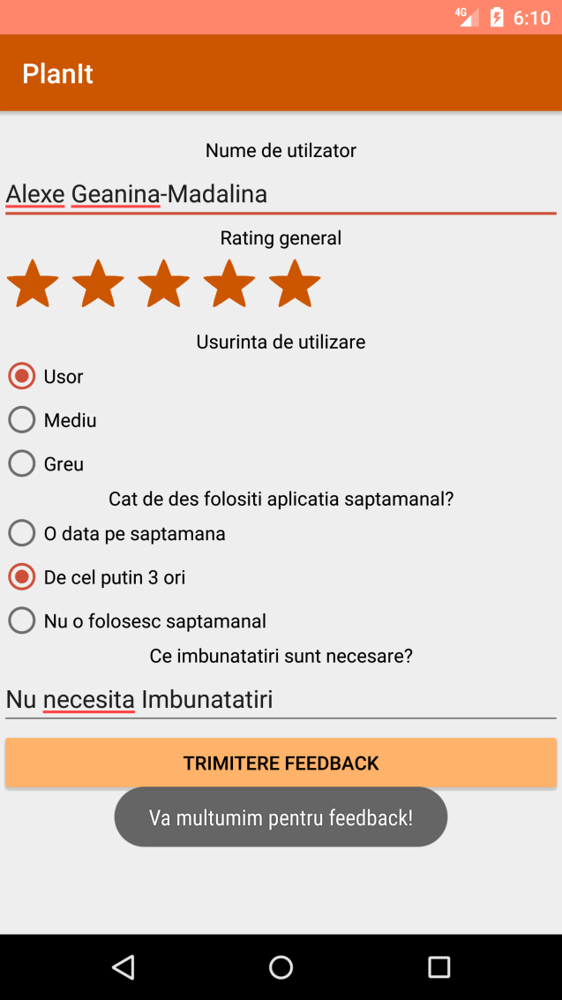 4G 6:10
PlanIt
Nume de utilzator
Alexe Geanina-Madalina
Rating general
Usurinta de utilizare
Usor
Mediu
Greu
Cat de des folositi aplicatia saptamanal?
O data pe saptamana
De cel putin 3 ori
Nu o folosesc saptamanal
Ce imbunatatiri sunt necesare?
Nu necesita Imbunatatiri
TRIMITERE FEEDBACK
Va multumim pentru feedback!